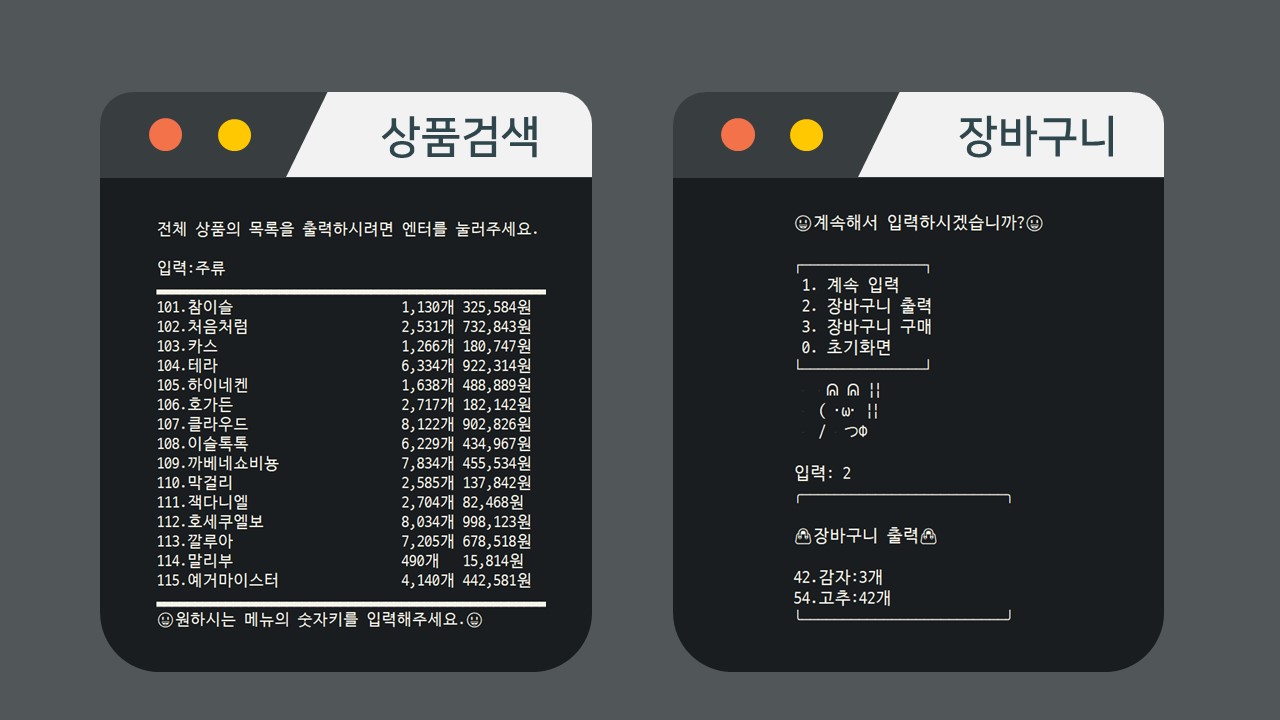 상품검색
전체 상품의 목록을 출력하시려면 엔터를 눌러주세요.
입력:주류
101.참이슬 1,130개 325,584원
102.처음처럼 2,531개 732,843원
103.카스 1,266개 180,747원
104.테라 6,334개 922,314원
105.하이네켄 1,638개 488,889원
106.호가든 2,717개 182,142원
107.클라우드 8,122개 902,826원
108.이슬톡톡 6,229개 434,967원
109.까베네쇼비뇽 7,834개 455,534원
110.막걸리 2,585개 137,842원
111.잭다니엘 2,704개 82,468원
112.호세쿠엘보 8,034개 998,123원
113.깔루아 7,205개 678,518원
114.말리부 490개 15,814원
115.예거마이스터 4,140개 442,581원
😃원하시는 메뉴의 숫자키를 입력해주세요.😃
장바구니
😃계속해서 입력하시겠습니까?😃
1. 계속 입력
2. 장바구니 출력
3. 장바구니 구매
0. 초기화면
ᕱ ᕱ ||
( ･ω･ ||
/ つΦ
입력: 2
장바구니 출력
42.감자:3개
54.고추:42개